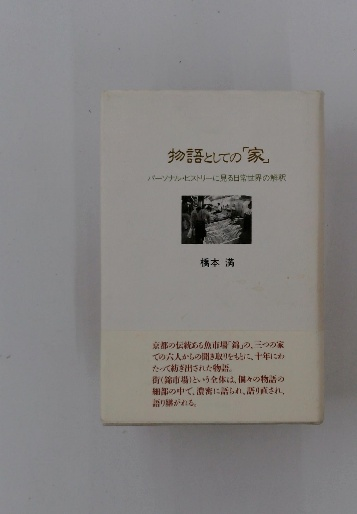 物語としての「家」
パーソナル・ヒストリーに見る日常世界の解釈
橋本 満
京都の伝統ある魚市場「錦」の、三つの家
での六人からの聞き取りをもとに、十年にわ
たって紡ぎ出された物語。
街(錦市場)という全体は、個々の物語の
細部の中で、濃密に語られ、語り直され、
語り継がれる。